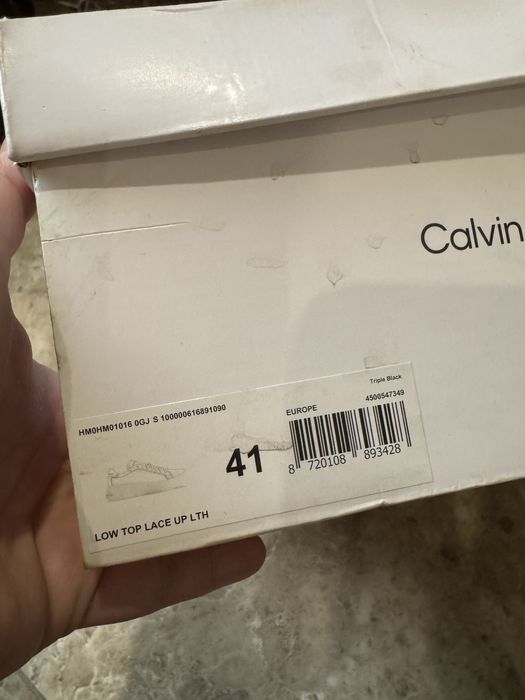 Calvin
Triple Black
HM0HM01016 0GJ S 100000616891090
EUROPE
4500547349
41
8 720108 893428
LOW TOP LACE UP LTH